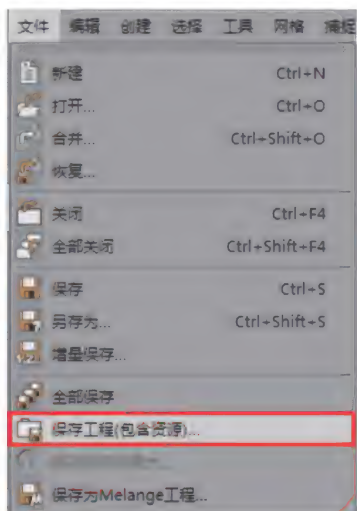 文件 编辑 创建 选择 工具 网格 捕捉
新建 Ctrl+N
打开... Ctrl+O
合并... Ctrl+Shift+O
恢复...
关闭 Ctrl+F4
全部关闭 Ctrl+Shift+F4
保存 Ctrl+S
另存为... Ctrl+Shift+S
增量保存...
全部保存
保存工程(包含资源)...
保存为Melange工程...